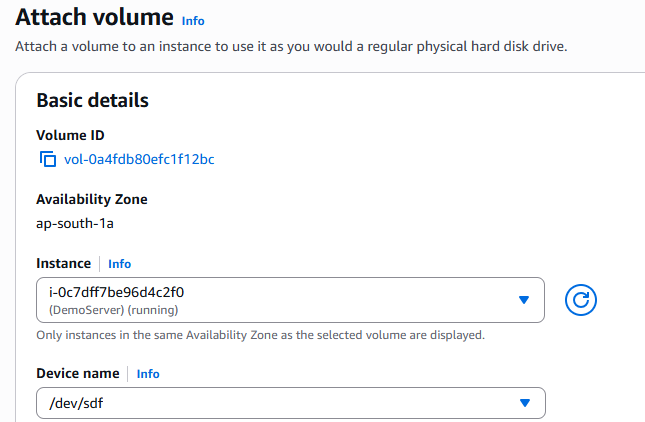 Attach volume Info
Attach a volume to an instance to use it as you would a regular physical hard disk drive.
Basic details
Volume ID
vol-0a4fdb80efc1f12bc
Availability Zone
ap-south-1a
Instance Info
i-0c7dff7be96d4c2f0
(DemoServer) (running)
Only instances in the same Availability Zone as the selected volume are displayed.
Device name Info
/dev/sdf